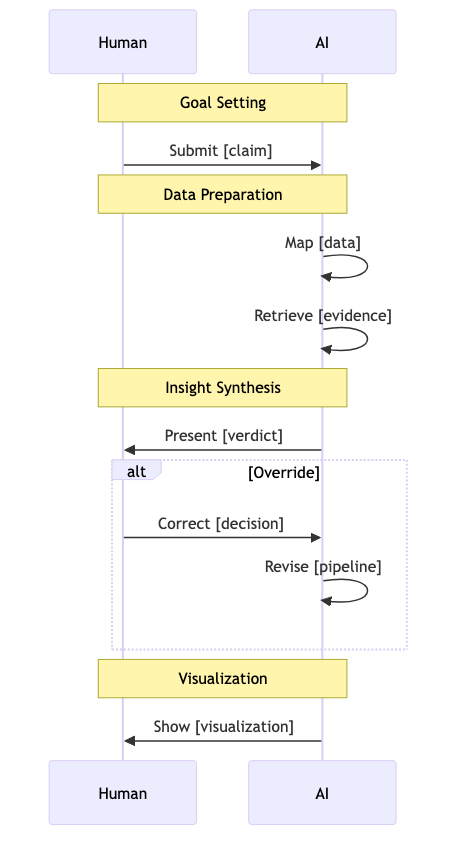 Human
AI
Goal Setting
Submit [claim]
Data Preparation
Map [data]
Retrieve [evidence]
Insight Synthesis
Present [verdict]
alt
[Override]
Correct [decision]
Revise [pipeline]
Visualization
Show [visualization]
Human
AI